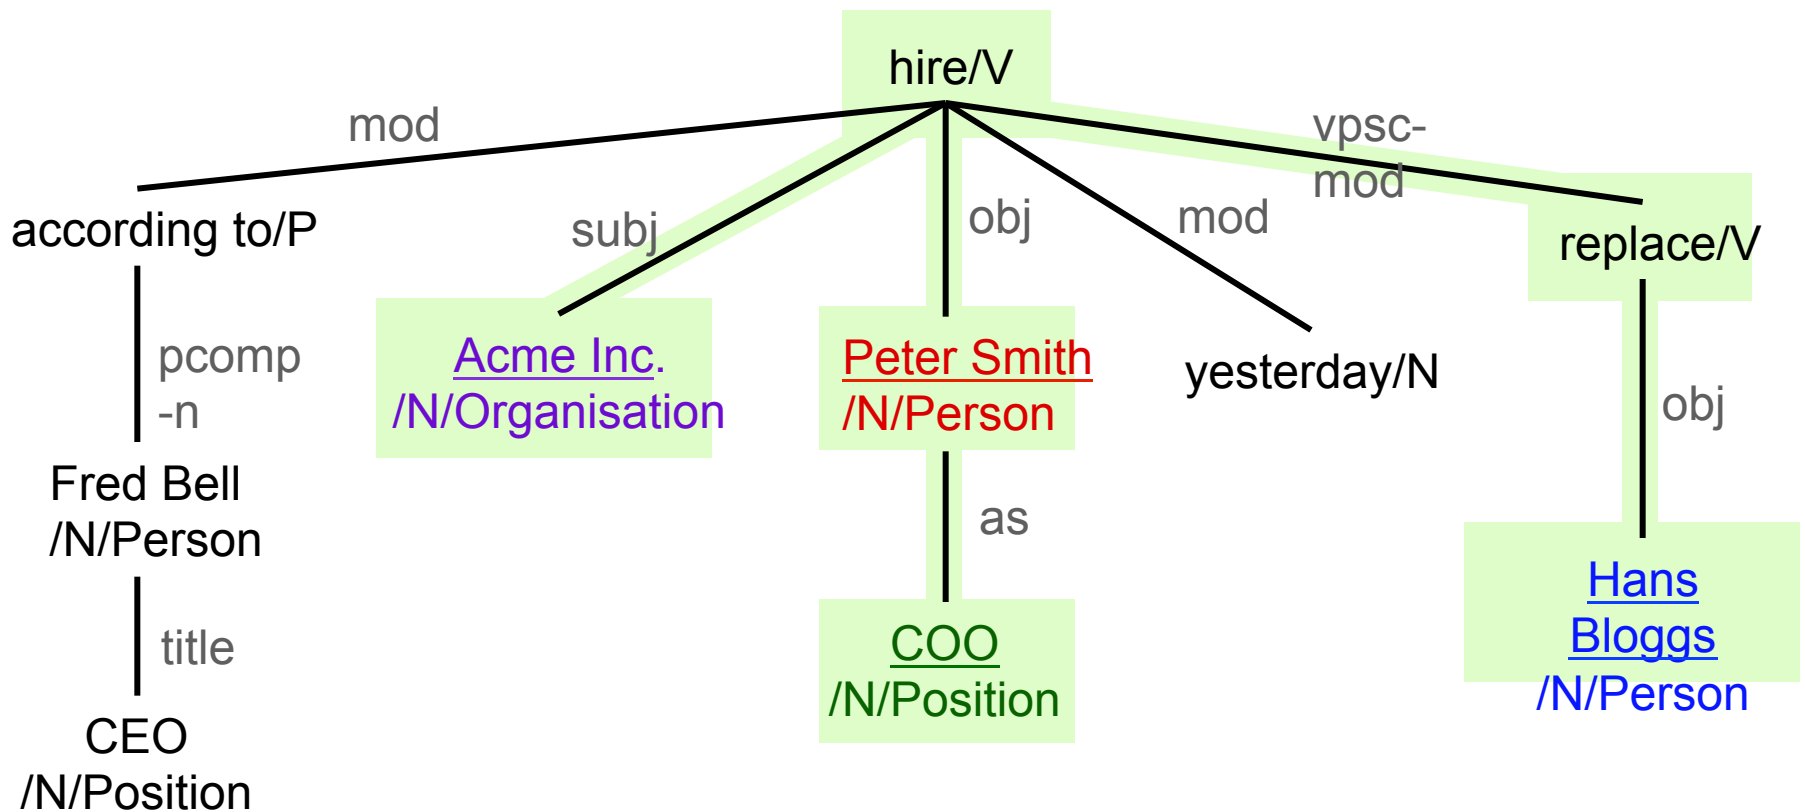 hire/V
mod
vpsc-
mod
according to/P
subj
obj
mod
replace/V
pcomp
-n
Acme Inc.
/N/Organisation
Peter Smith
/N/Person
yesterday/N
obj
Fred Bell
/N/Person
as
title
COO
/N/Position
Hans
Bloggs
/N/Person
CEO
/N/Position